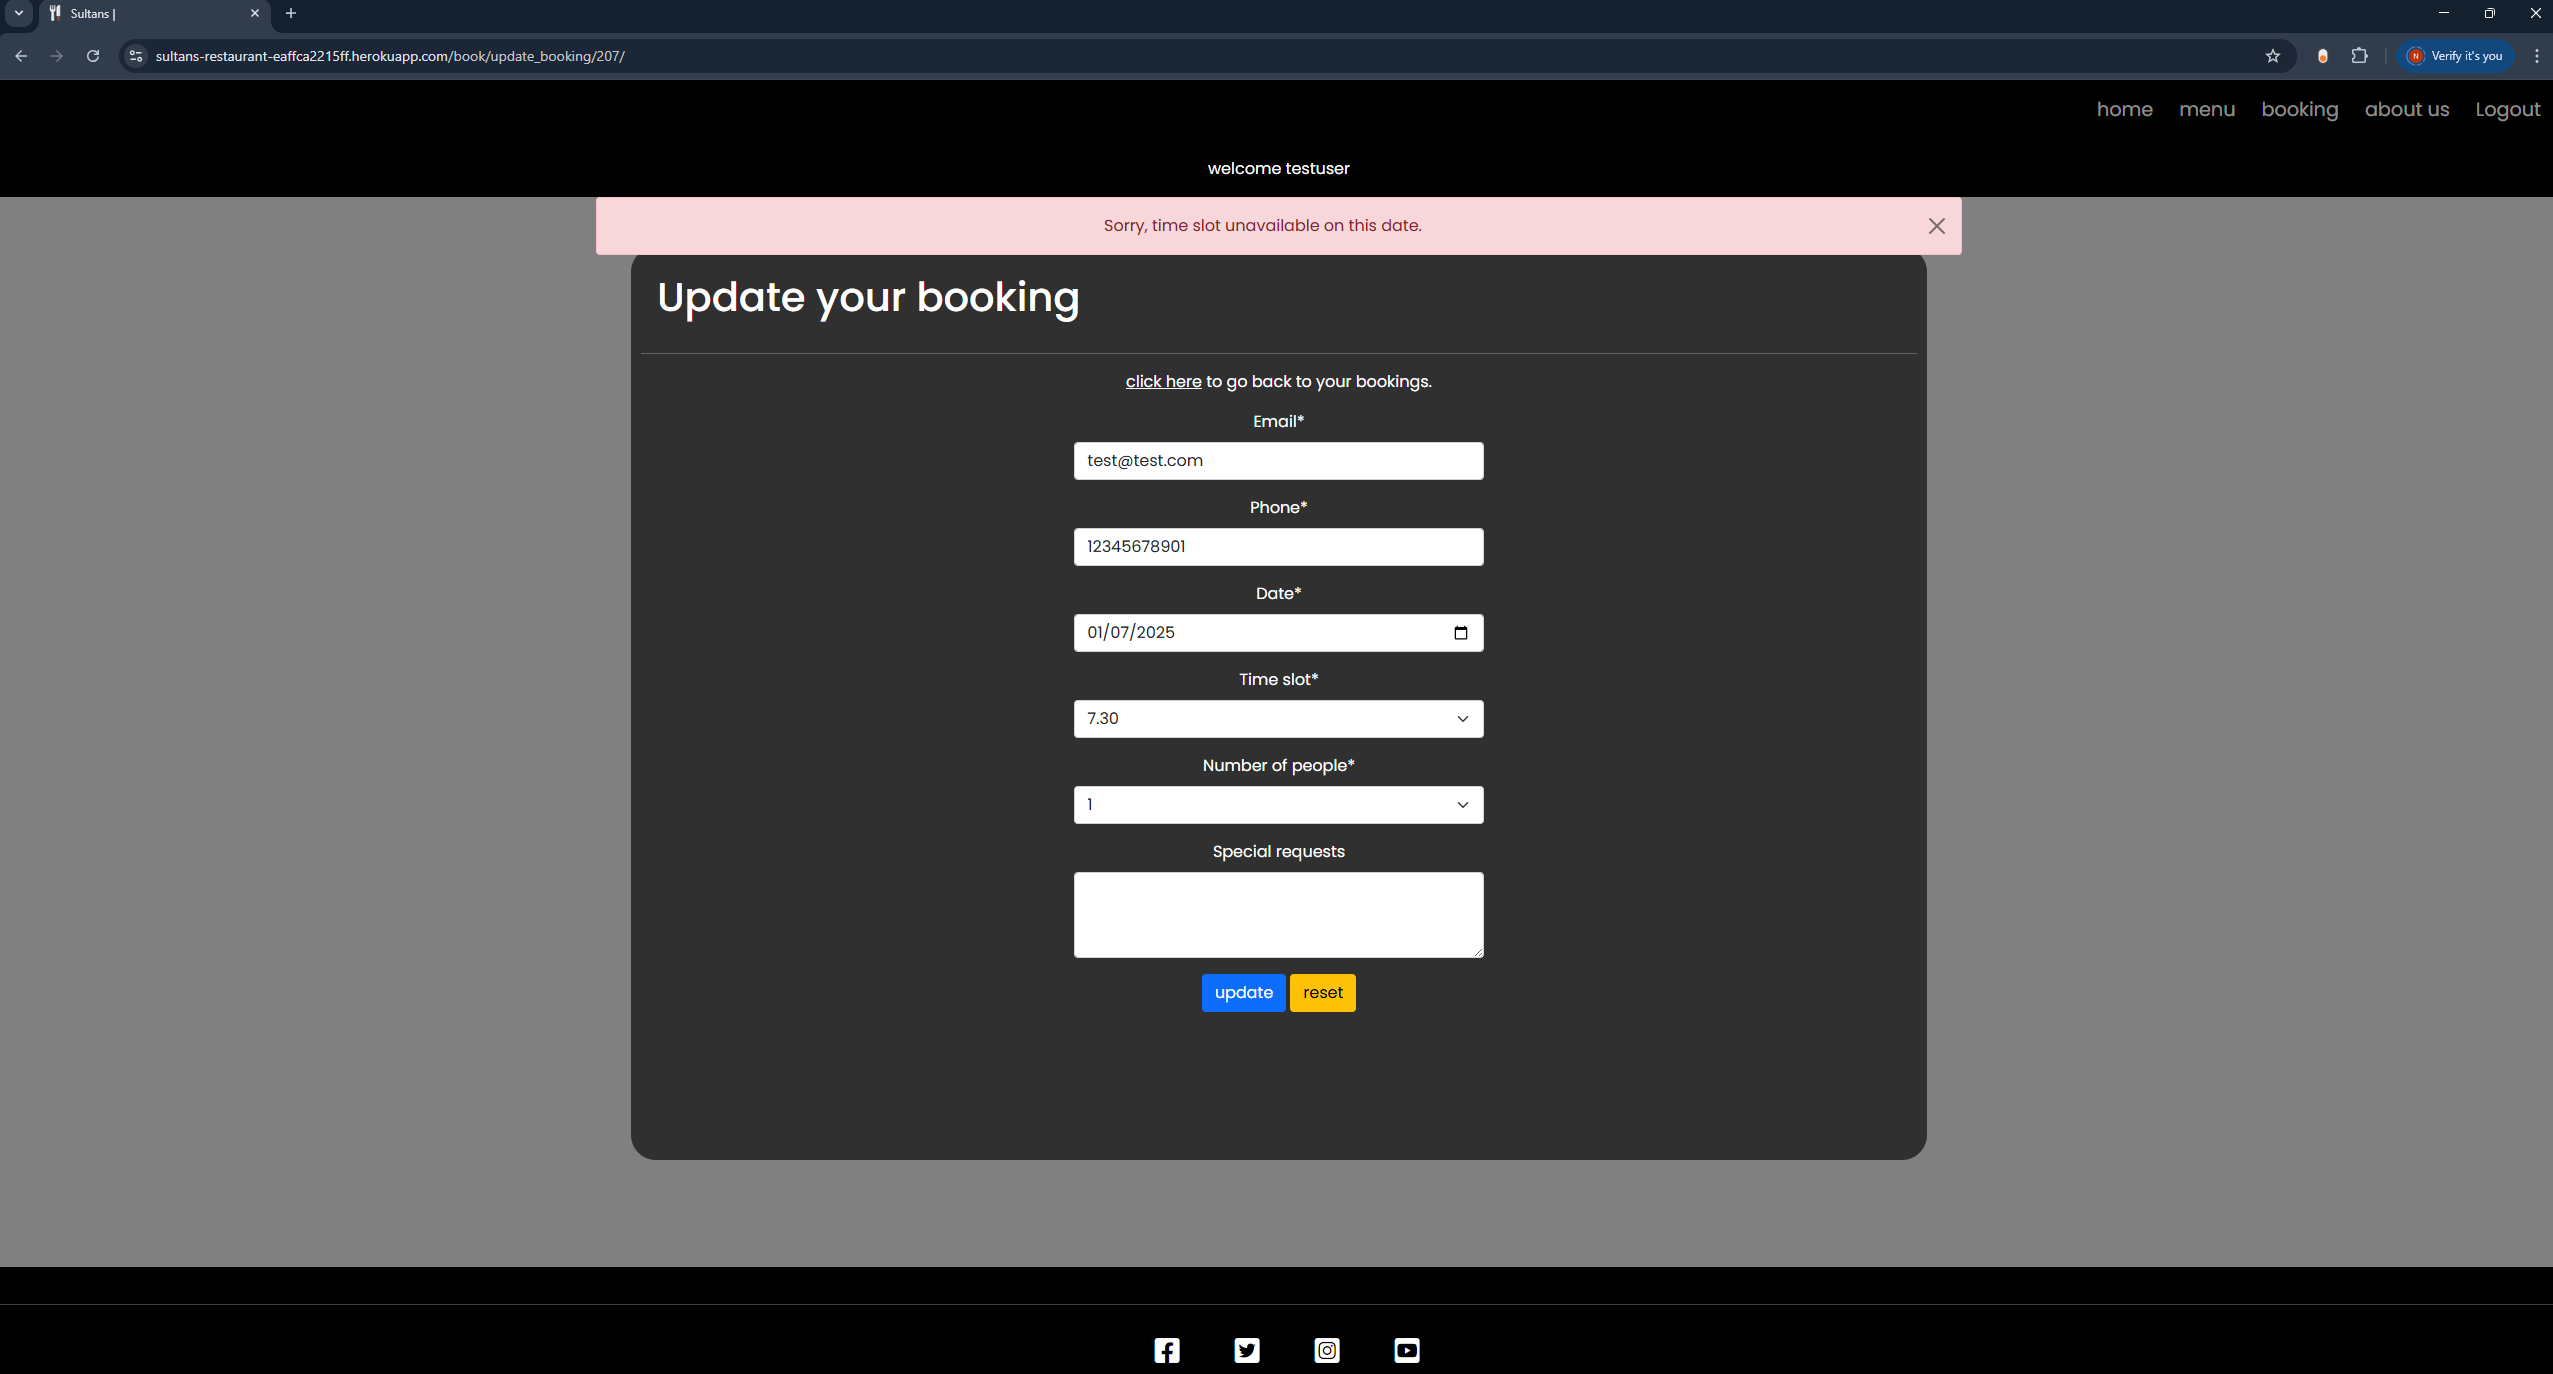 Sultans |
sultans-restaurant-eaffca2215ff.herokuapp.com/book/update_booking/207/
N Verify it's you
home menu booking about us Logout
welcome testuser
Sorry, time slot unavailable on this date.
Update your booking
click here to go back to your bookings.
Email*
test@test.com
Phone*
12345678901
Date*
01/07/2025
Time slot*
7.30
Number of people*
1
Special requests
update reset